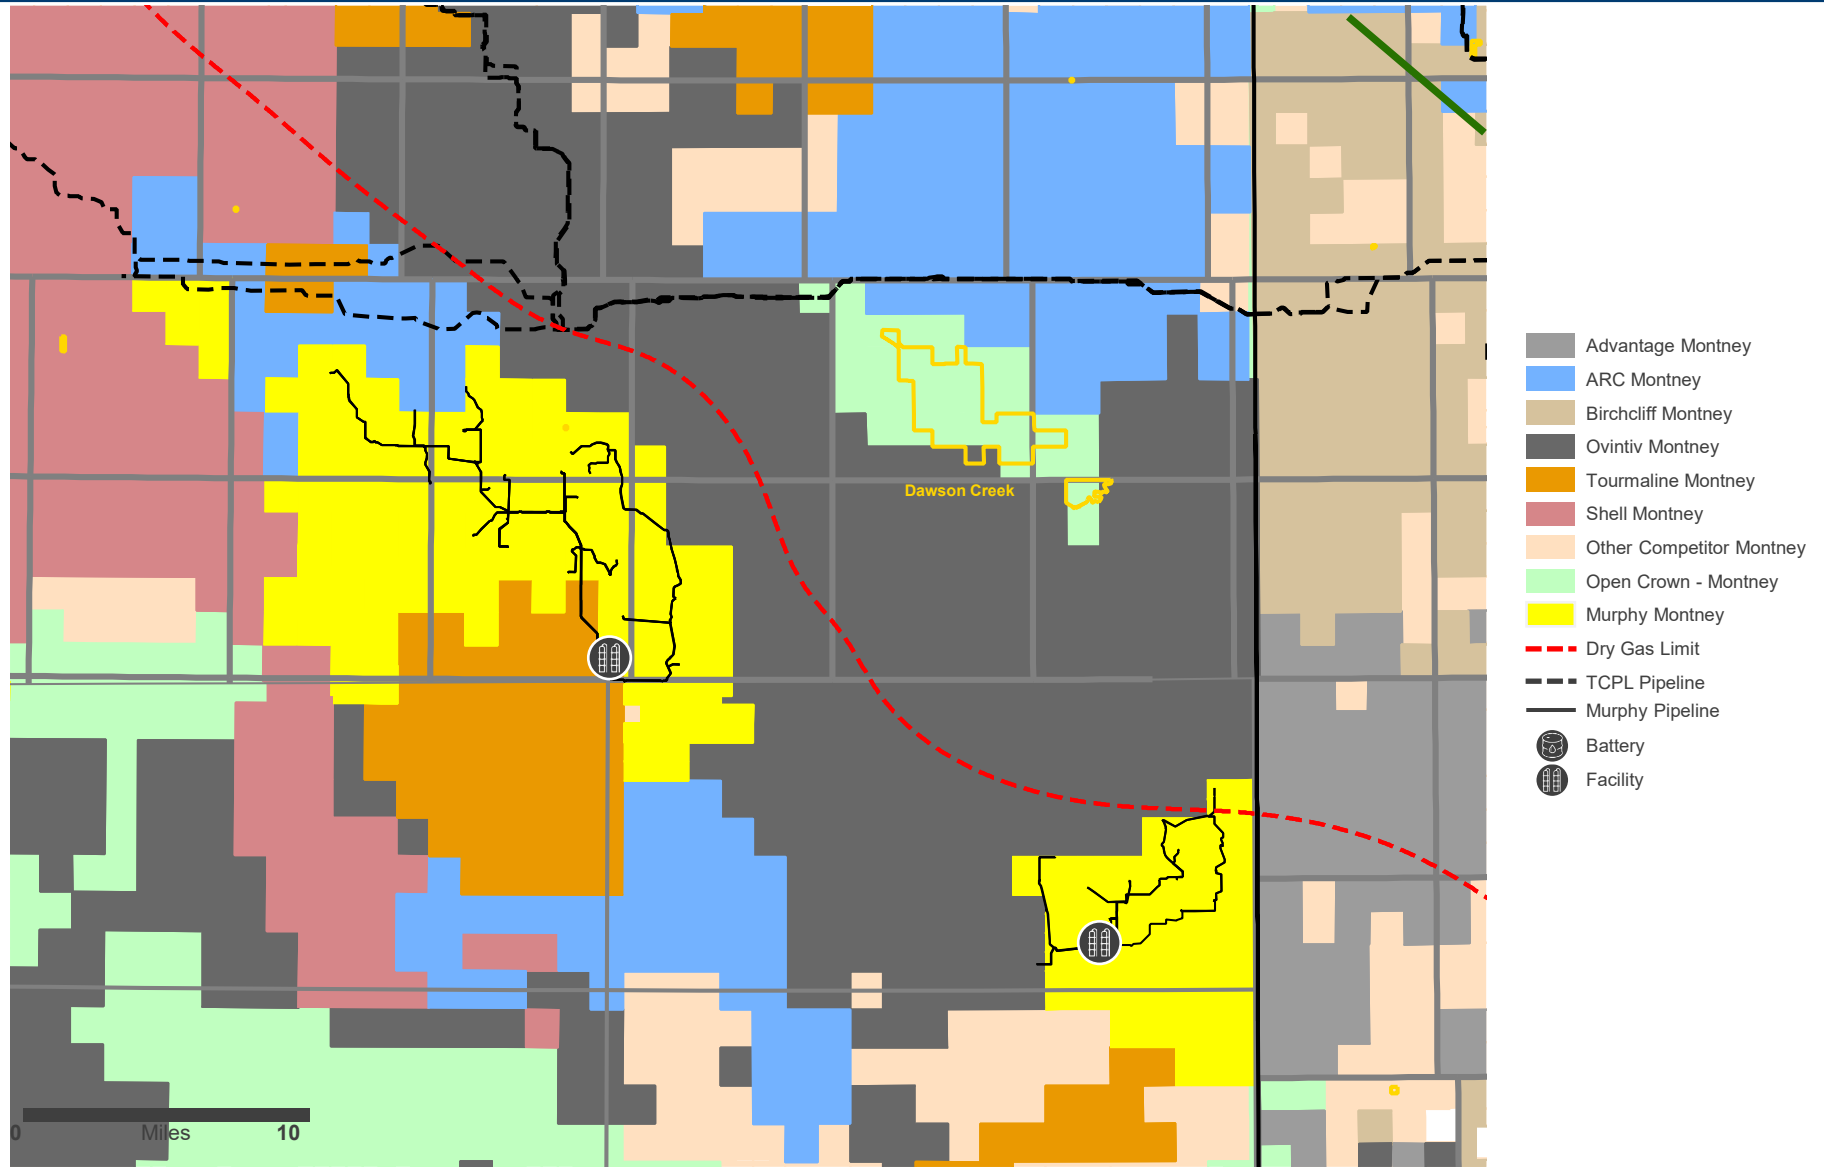 Dawson Creek
Advantage Montney
ARC Montney
Birchcliff Montney
Ovintiv Montney
Tourmaline Montney
Shell Montney
Other Competitor Montney
Open Crown - Montney
Murphy Montney
Dry Gas Limit
TCPL Pipeline
Murphy Pipeline
Battery
Facility
0 Miles 10